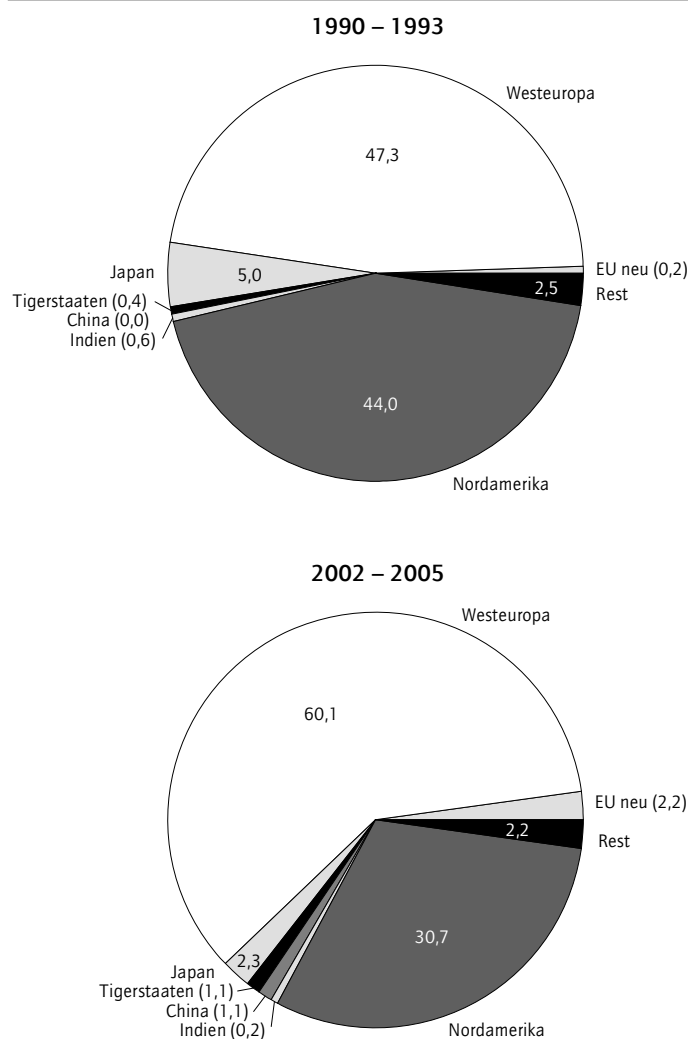 1990 – 1993
Westeuropa
47,3
EU neu (0,2)
Japan
5,0
2,5
Rest
Tigerstaaten (0,4)
China (0,0)
Indien (0,6)
44,0
Nordamerika
2002 – 2005
Westeuropa
60,1
EU neu (2,2)
2,2
Rest
30,7
2,3
Japan
Tigerstaaten (1,1)
China (1,1)
Indien (0,2)
Nordamerika